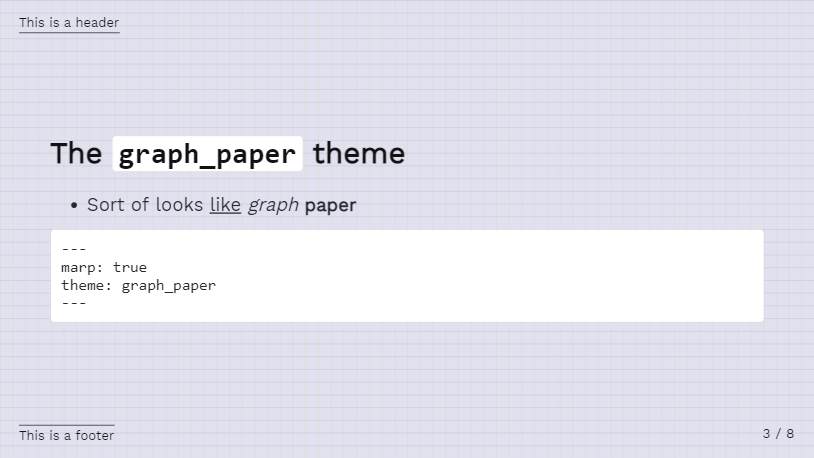 This is a header
The graph_paper theme
• Sort of looks like graph paper
---
marp: true
theme: graph_paper
---
This is a footer
3 / 8